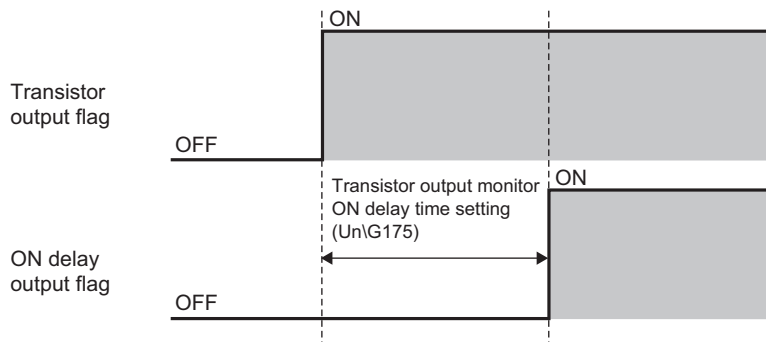 ON
Transistor
output flag
OFF
Transistor output monitor
ON delay time setting
(Un\G175)
ON
ON delay
output flag
OFF